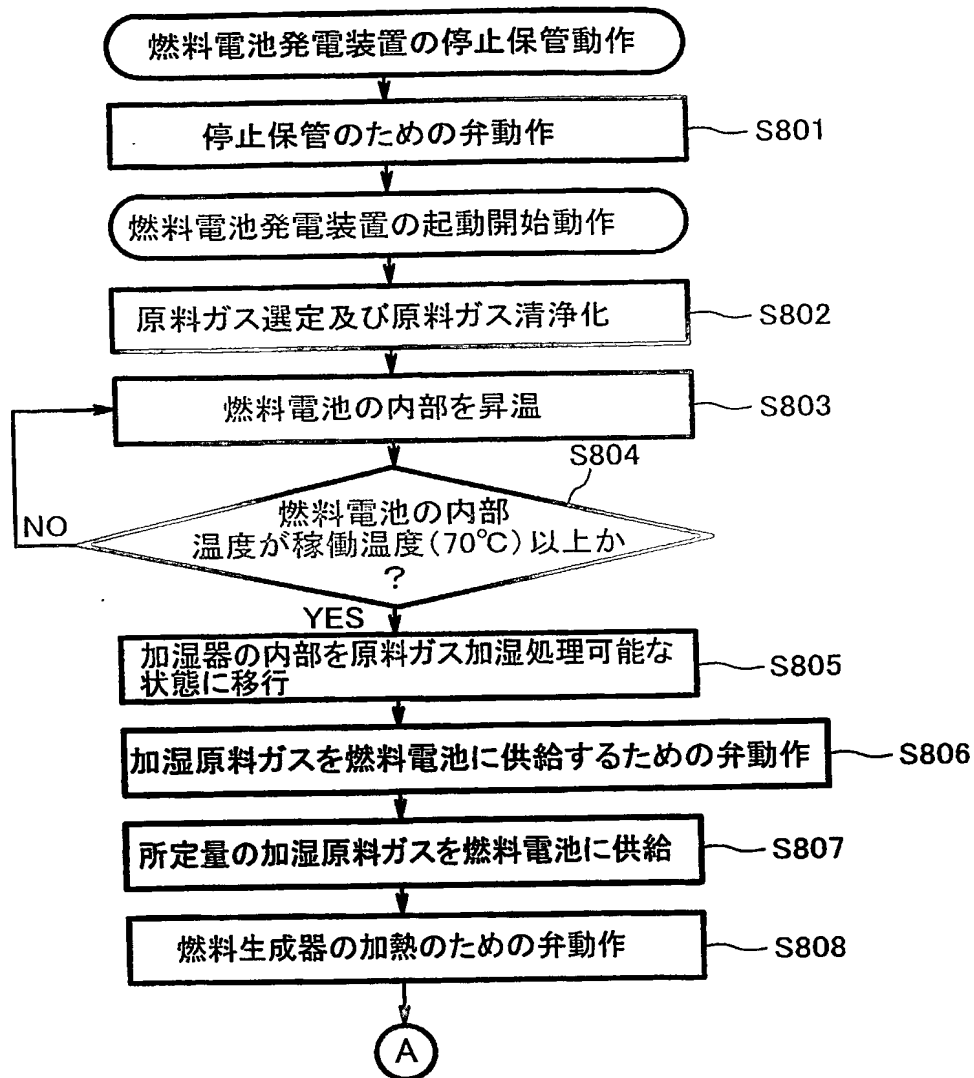 燃料電池発電装置の停止保管動作
停止保管のための弁動作
S801
燃料電池発電装置の起動開始動作
原料ガス選定及び原料ガス清浄化
S802
燃料電池の内部を昇温
S803
S804
燃料電池の内部
温度が稼働温度(70℃)以上か
?
NO
YES
加湿器の内部を原料ガス加湿処理可能な
状態に移行
S805
加湿原料ガスを燃料電池に供給するための弁動作
S806
所定量の加湿原料ガスを燃料電池に供給
S807
燃料生成器の加熱のための弁動作
S808
A